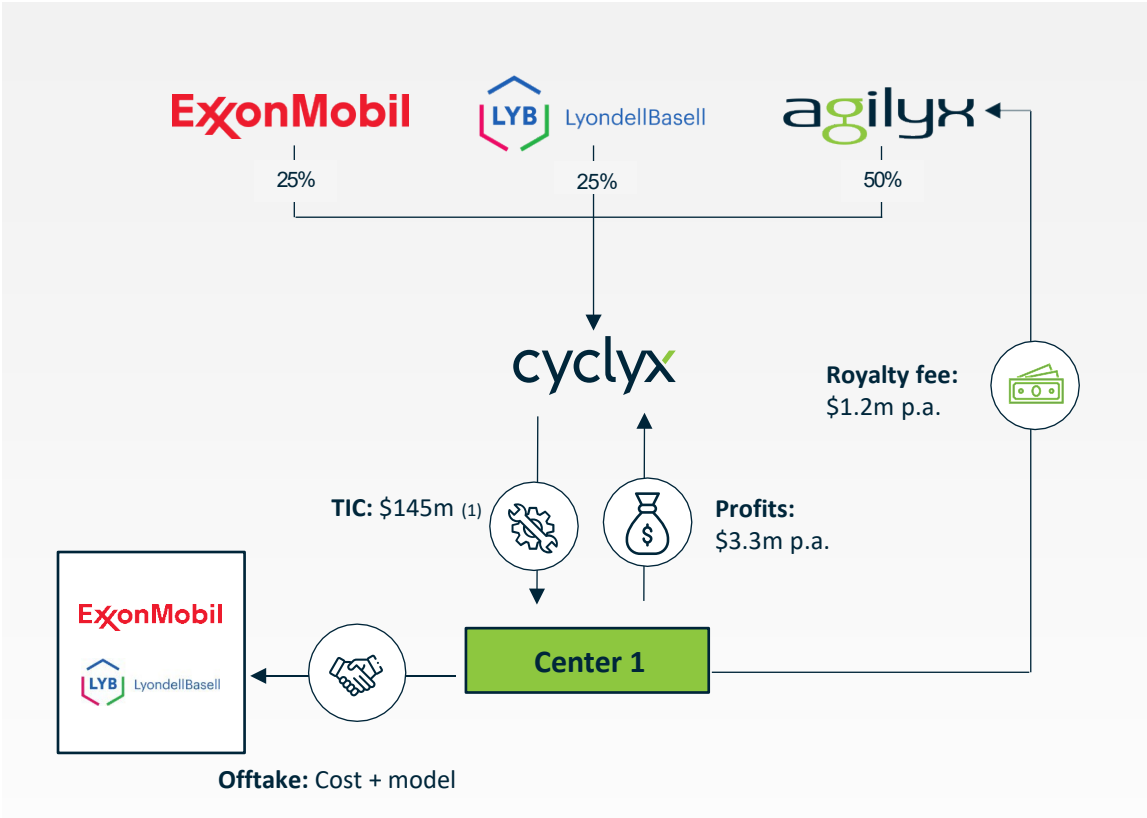 ExxonMobil
LYB LyondellBasell
agilyx
25%
25%
50%
cyclyx
Royalty fee:
$1.2m p.a.
TIC: $145m (1)
$
Profits:
$3.3m p.a.
ExxonMobil
LYB LyondellBasell
Center 1
Offtake: Cost + model